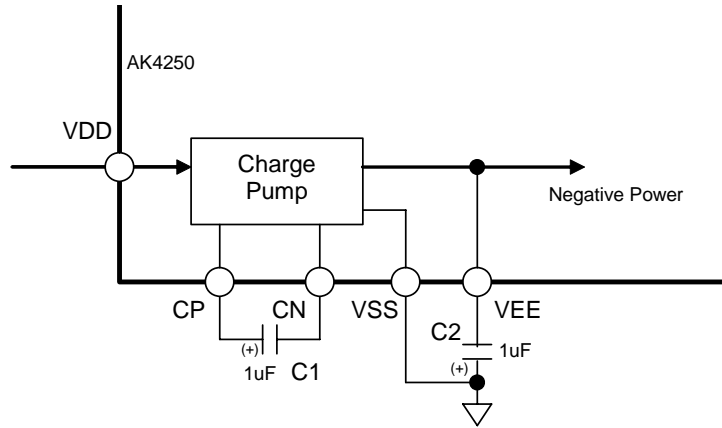 AK4250
VDD
Charge
Pump
Negative Power
CP
CN
VSS
VEE
(+)
1uF
C1
C2
1uF
(+)